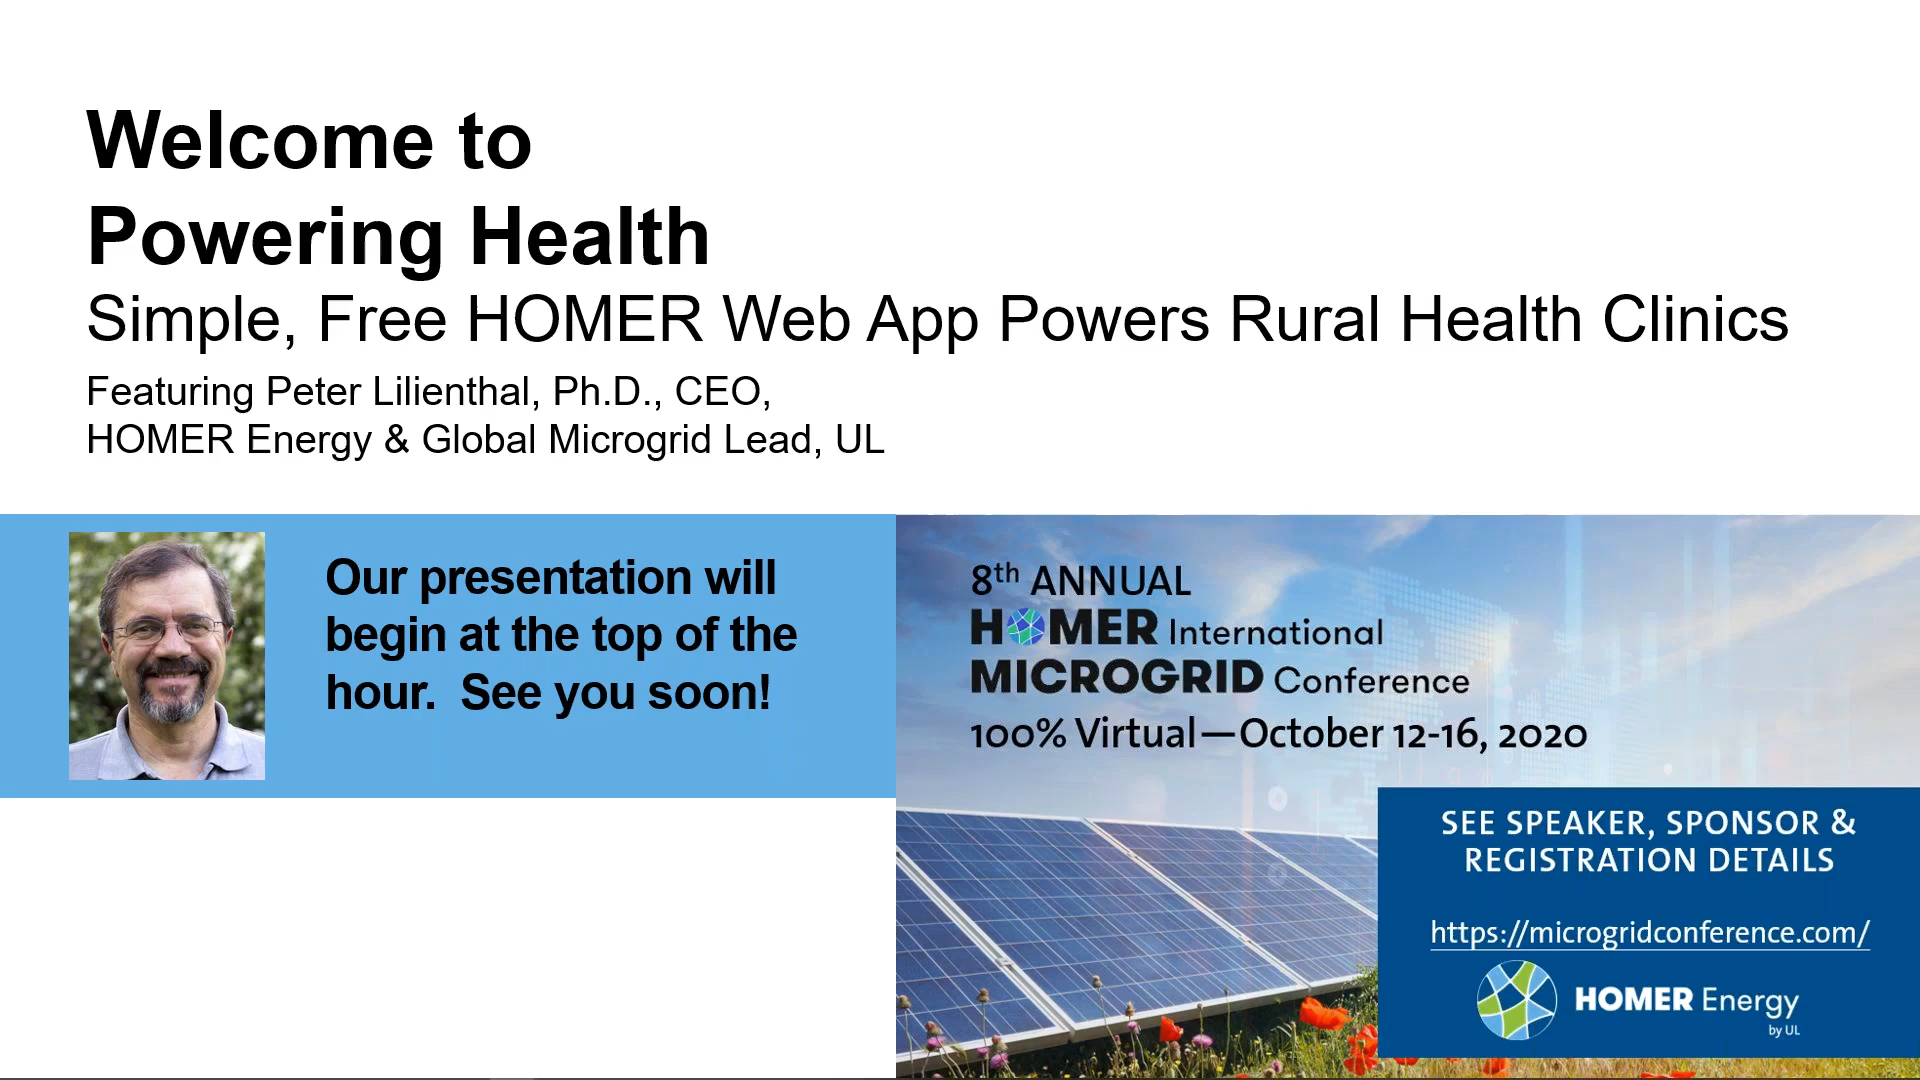 Welcome to
Powering Health
Simple, Free HOMER Web App Powers Rural Health Clinics
Featuring Peter Lilienthal, Ph.D., CEO,
HOMER Energy & Global Microgrid Lead, UL
Our presentation will
begin at the top of the
hour.  See you soon!
8th ANNUAL
HOMER International
MICROGRID Conference
100% Virtual—October 12-16, 2020
SEE SPEAKER, SPONSOR &
REGISTRATION DETAILS
https://microgridconference.com/
HOMER Energy
by UL